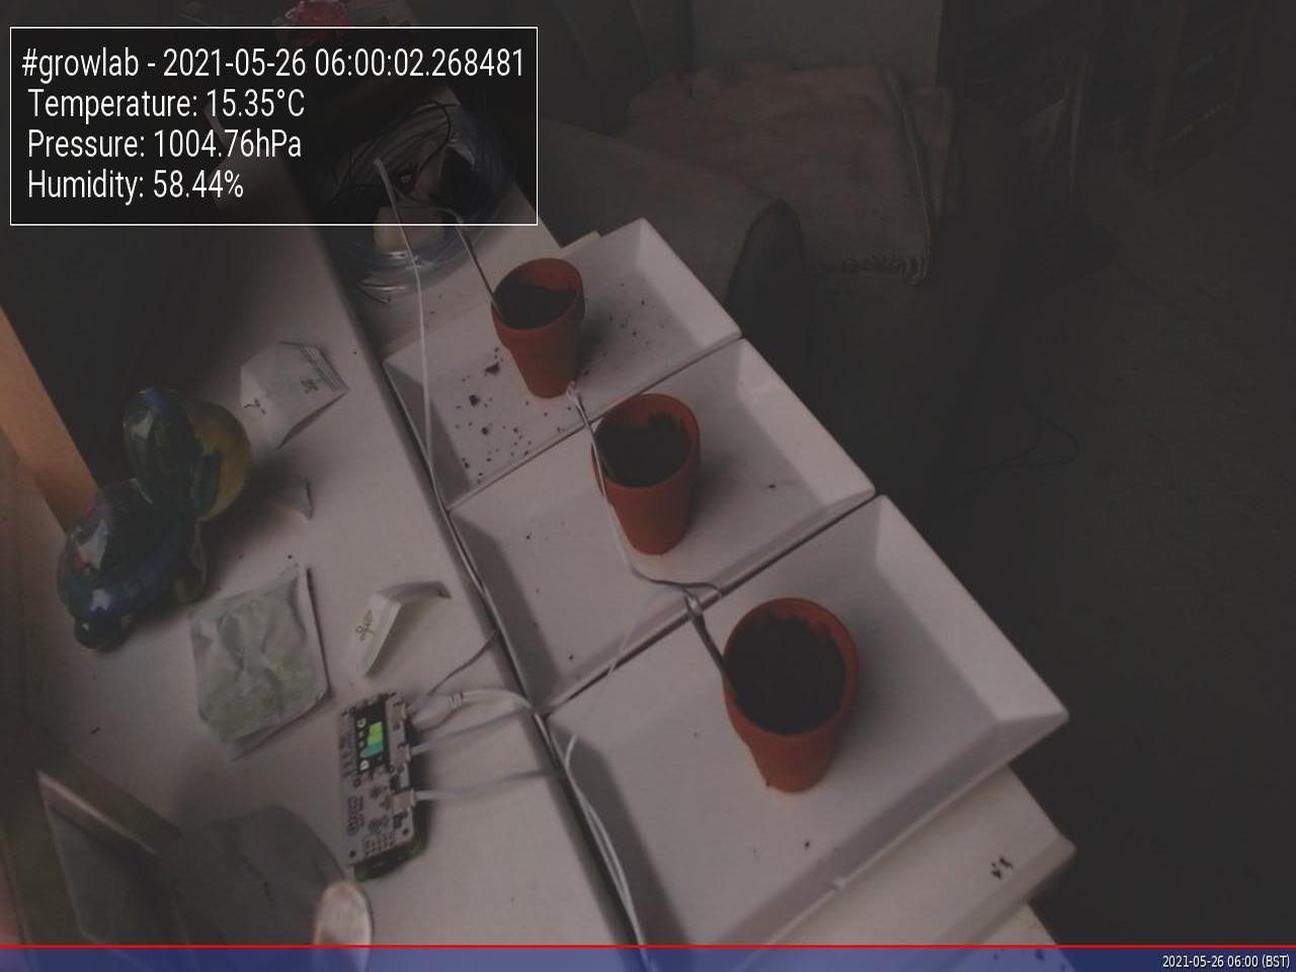 #growlab - 2021-05-26 06:00:02.268481
Temperature: 15.35°C
Pressure: 1004.76hPa
Humidity: 58.44%
2021-05-26 06:00 (BST)